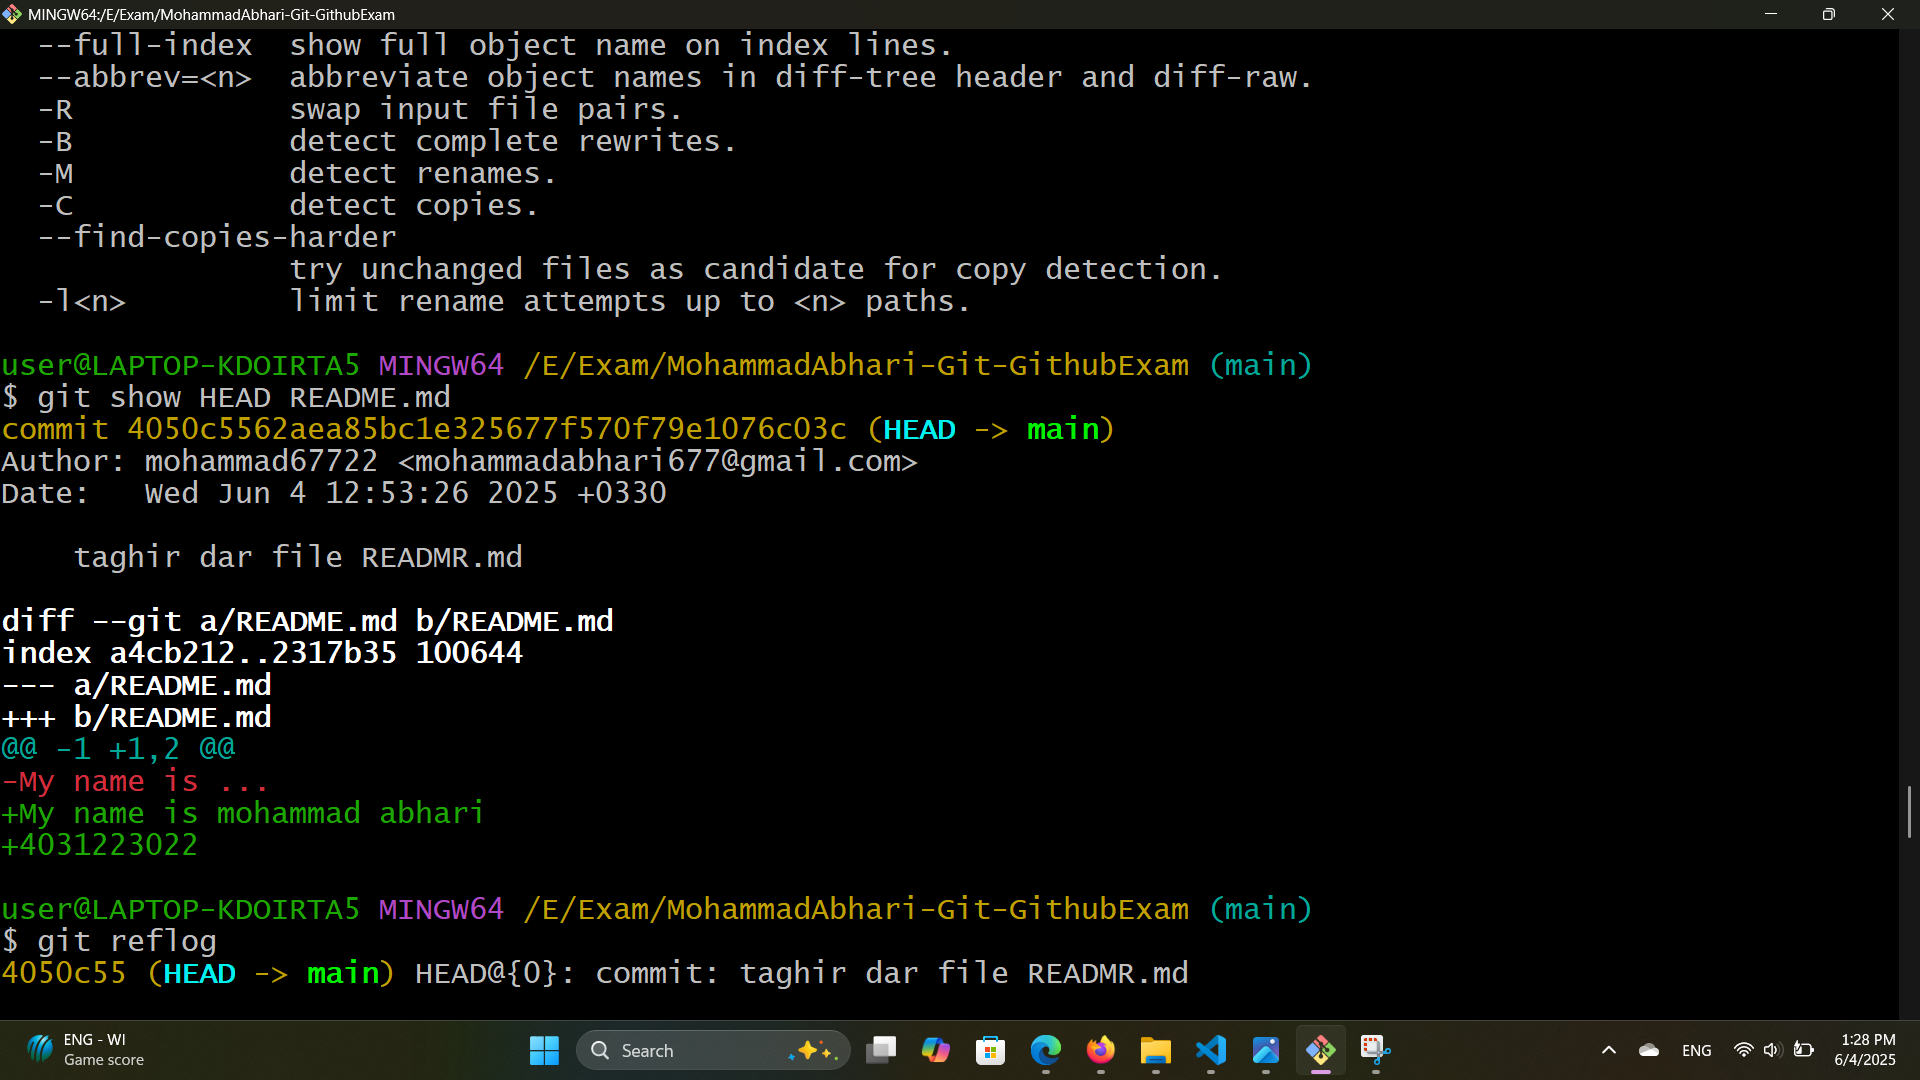 MINGW64:/E/Exam/MohammadAbhari-Git-GithubExam
--full-index  show full object name on index lines.
--abbrev=<n>  abbreviate object names in diff-tree header and diff-raw.
-R            swap input file pairs.
-B            detect complete rewrites.
-M            detect renames.
-C            detect copies.
--find-copies-harder
try unchanged files as candidate for copy detection.
-l<n>         limit rename attempts up to <n> paths.
user@LAPTOP-KDOIRTA5 MINGW64 /E/Exam/MohammadAbhari-Git-GithubExam (main)
$ git show HEAD README.md
commit 4050c5562aea85bc1e325677f570f79e1076c03c (HEAD -> main)
Author: mohammad67722 <mohammadabhari677@gmail.com>
Date:   Wed Jun 4 12:53:26 2025 +0330
taghir dar file READMR.md
diff --git a/README.md b/README.md
index a4cb212..2317b35 100644
--- a/README.md
+++ b/README.md
@@ -1 +1,2 @@
-My name is ...
+My name is mohammad abhari
+4031223022
user@LAPTOP-KDOIRTA5 MINGW64 /E/Exam/MohammadAbhari-Git-GithubExam (main)
$ git reflog
4050c55 (HEAD -> main) HEAD@{0}: commit: taghir dar file READMR.md
ENG - WI
Game score
Search
ENG
1:28 PM
6/4/2025